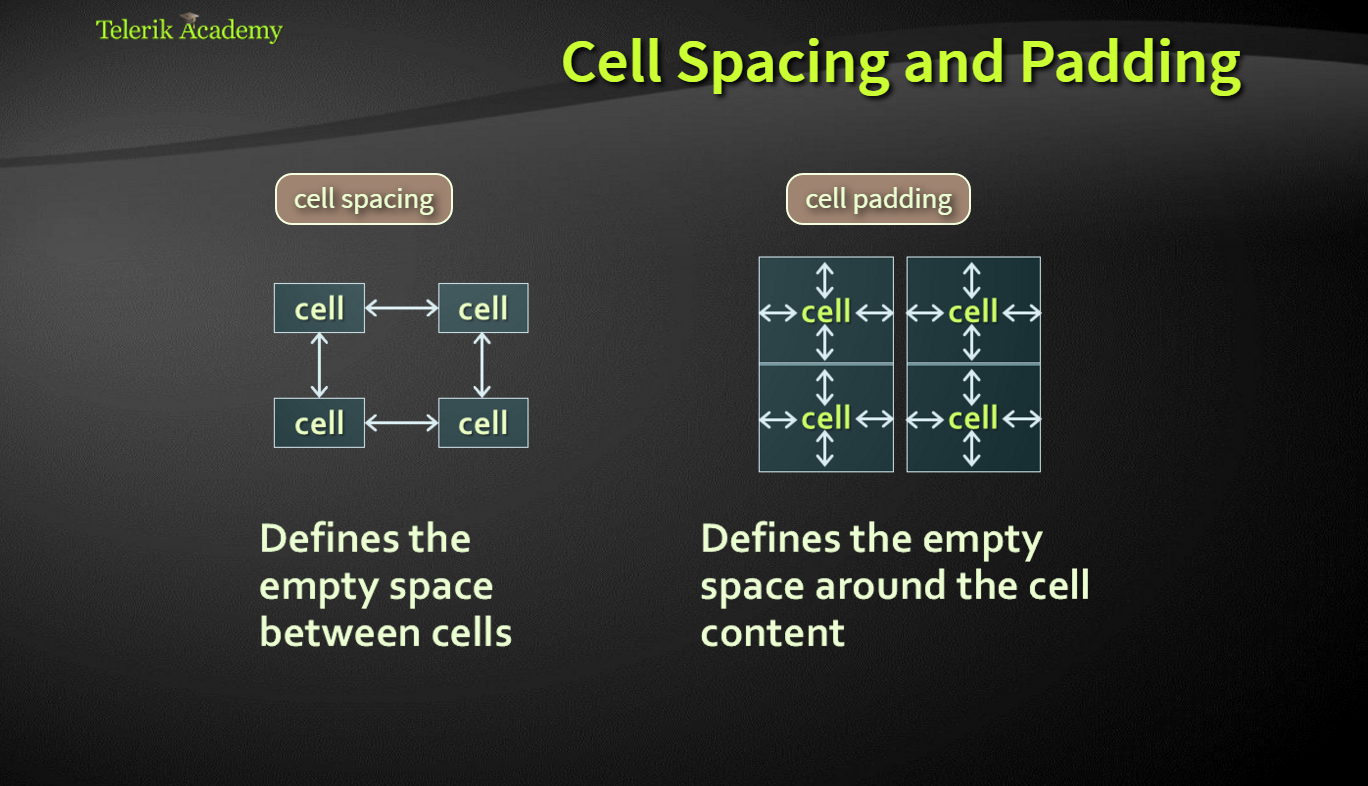 Telerik Academy
Cell Spacing and Padding
cell spacing
cell cell
cell cell
Defines the
empty space
between cells
cell padding
cell cell
cell cell
Defines the empty
space around the cell
content